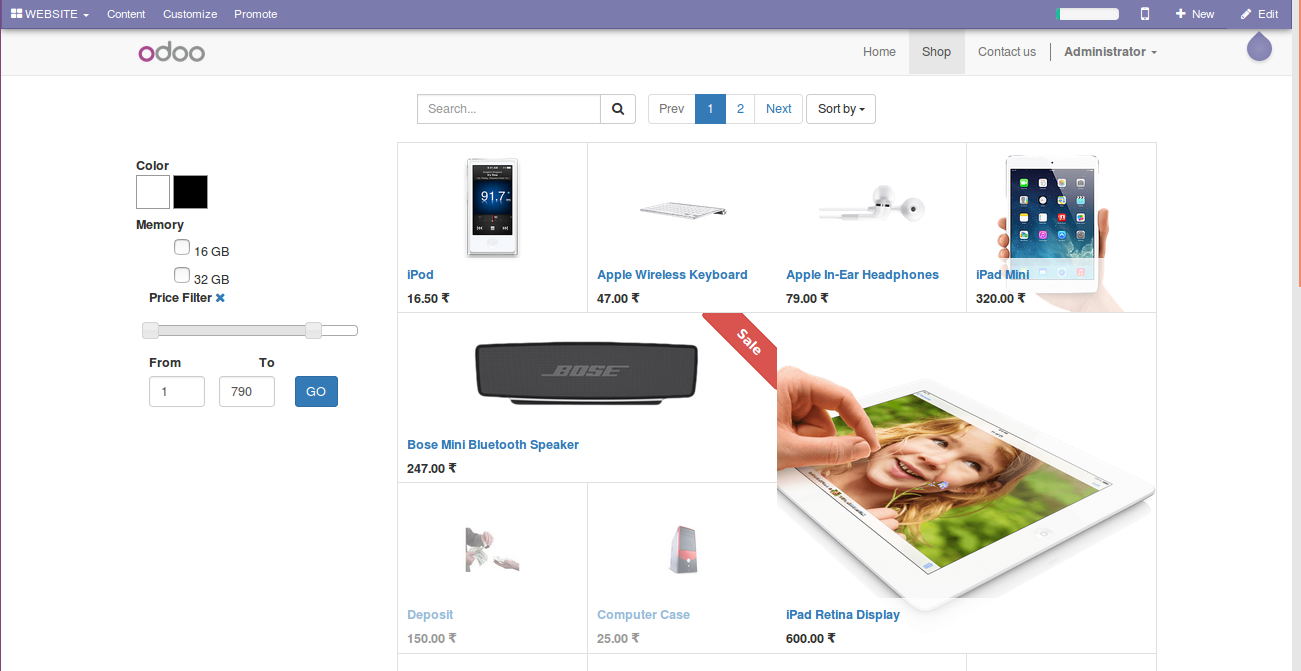 WEBSITE Content Customize Promote New Edit
odoo Home Shop Contact us Administrator
Search... Prev 1 2 Next Sort by
Color
Memory
16 GB
32 GB
Price Filter
From To
1 790 GO
91.7
iPod Apple Wireless Keyboard Apple In-Ear Headphones iPad Mini
16.50 ₹ 47.00 ₹ 79.00 ₹ 320.00 ₹
Sale
BOSE
Bose Mini Bluetooth Speaker
247.00 ₹
Deposit Computer Case iPad Retina Display
150.00 ₹ 25.00 ₹ 600.00 ₹